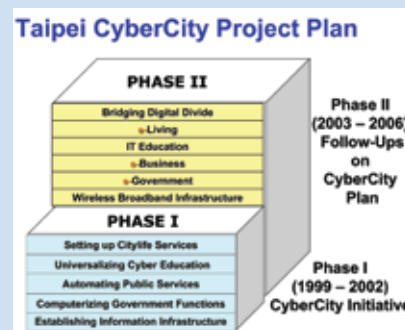 Taipei CyberCity Project Plan
PHASE II
Bridging Digital Divide
e-Living
IT Education
e-Business
e-Government
Wireless Broadband Infrastructure
Phase II
(2003 – 2006)
Follow-Ups
on
CyberCity
Plan
PHASE I
Setting up Citylife Services
Universalizing Cyber Education
Automating Public Services
Computerizing Government Functions
Establishing Information Infrastructure
Phase I
(1999 – 2002)
CyberCity Initiative